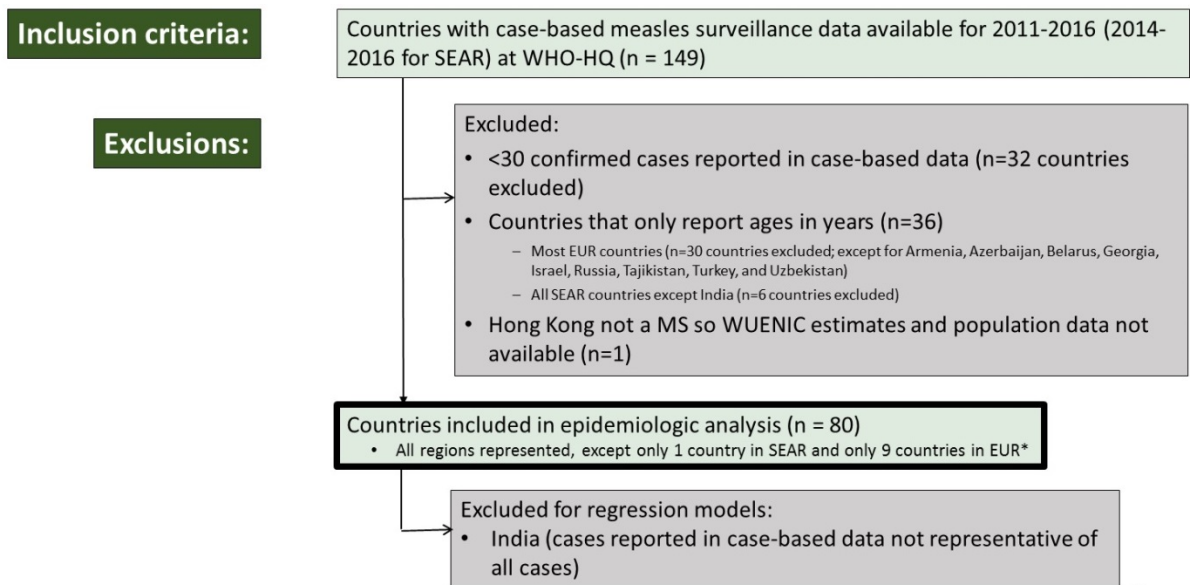 Inclusion criteria:
Countries with case-based measles surveillance data available for 2011-2016 (2014-
2016 for SEAR) at WHO-HQ (n = 149)
Exclusions:
Excluded:
• <30 confirmed cases reported in case-based data (n=32 countries
excluded)
• Countries that only report ages in years (n=36)
– Most EUR countries (n=30 countries excluded; except for Armenia, Azerbaijan, Belarus, Georgia,
Israel, Russia, Tajikistan, Turkey, and Uzbekistan)
– All SEAR countries except India (n=6 countries excluded)
• Hong Kong not a MS so WUENIC estimates and population data not
available (n=1)
Countries included in epidemiologic analysis (n = 80)
• All regions represented, except only 1 country in SEAR and only 9 countries in EUR*
Excluded for regression models:
• India (cases reported in case-based data not representative of
all cases)